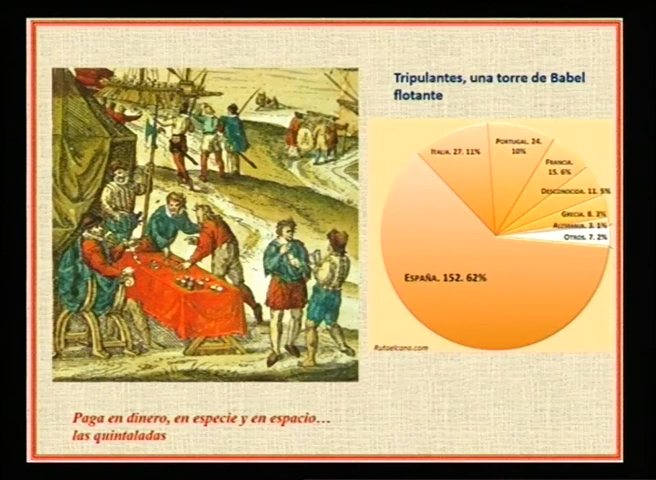 Tripulantes, una torre de Babel
flotante
ITALIA. 27. 11%
PORTUGAL. 24.
10%
FRANCIA.
15. 6%
DESCONOCIDA. 11. 5%
GRECIA. 8. 3%
ALEMANIA. 3. 1%
OTROS. 7. 2%
ESPAÑA. 152. 62%
Rutaelcano.com
Paga en dinero, en especie y en espacio...
las quintaladas